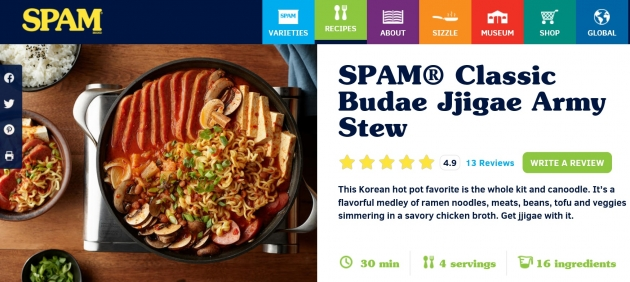 SPAM
SPAM
VARIETIES
RECIPES
ABOUT
SIZZLE
MUSEUM
SHOP
GLOBAL
SPAM® Classic
Budae Jjigae Army
Stew
4.9
13 Reviews
WRITE A REVIEW
This Korean hot pot favorite is the whole kit and canoodle. It's a
flavorful medley of ramen noodles, meats, beans, tofu and veggies
simmering in a savory chicken broth. Get jjigae with it.
30 min
4 servings
16 ingredients